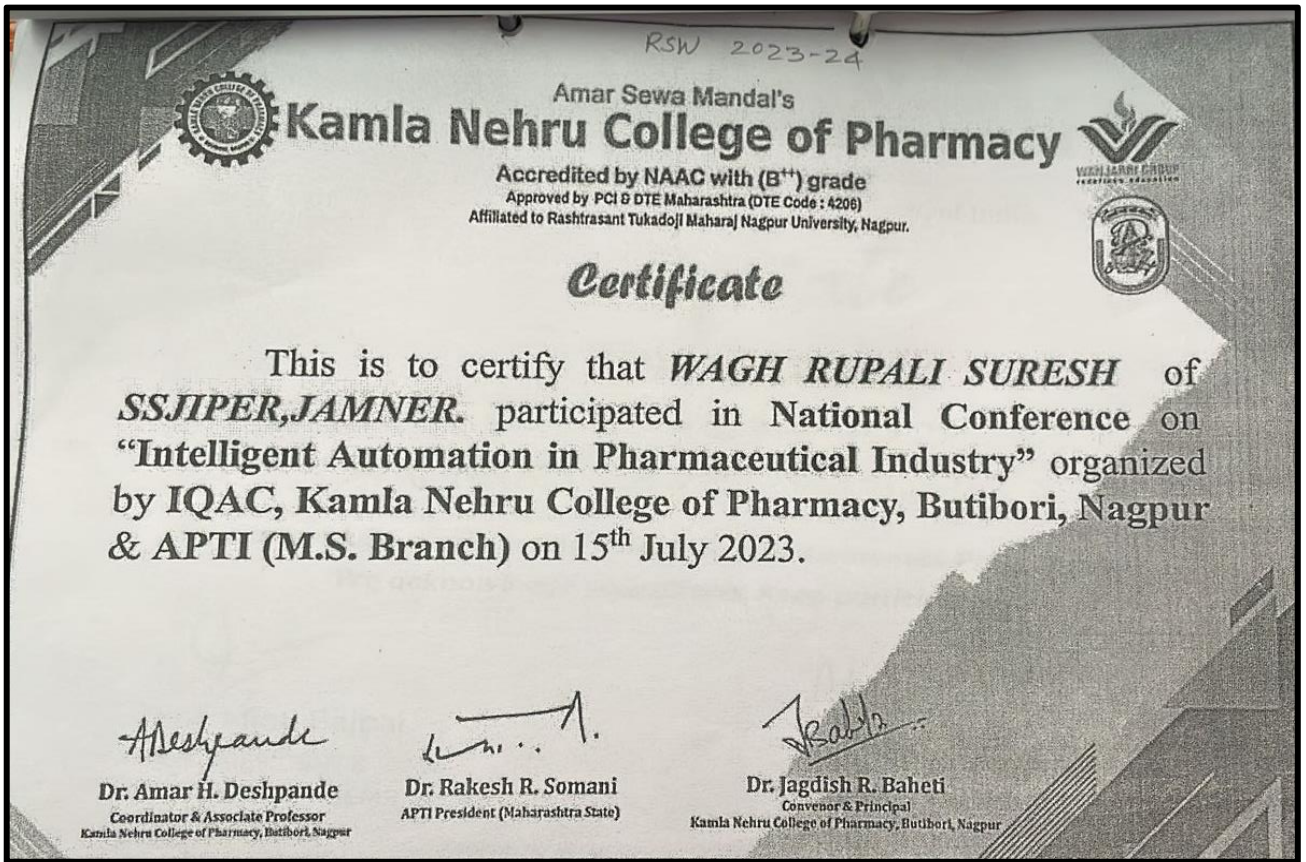 RSW 2023-24
Amar Sewa Mandal's
Kamla Nehru College of Pharmacy
Accredited by NAAC with (B++) grade
Approved by PCI & DTE Maharashtra (DTE Code : 4206)
Affiliated to Rashtrasant Tukadoji Maharaj Nagpur University, Nagpur.
WANJARRI GROUP
Certificate
This is to certify that WAGH RUPALI SURESH of
SSJIPER,JAMNER. participated in National Conference on
“Intelligent Automation in Pharmaceutical Industry” organized
by IQAC, Kamla Nehru College of Pharmacy, Butibori, Nagpur
& APTI (M.S. Branch) on 15th July 2023.
ADeshpande
Dr. Amar H. Deshpande
Coordinator & Associate Professor
Kamla Nehru College of Pharmacy, Butibori, Nagpur
Dr. Rakesh R. Somani
APTI President (Maharashtra State)
Dr. Jagdish R. Baheti
Convenor & Principal
Kamla Nehru College of Pharmacy, Butibori, Nagpur